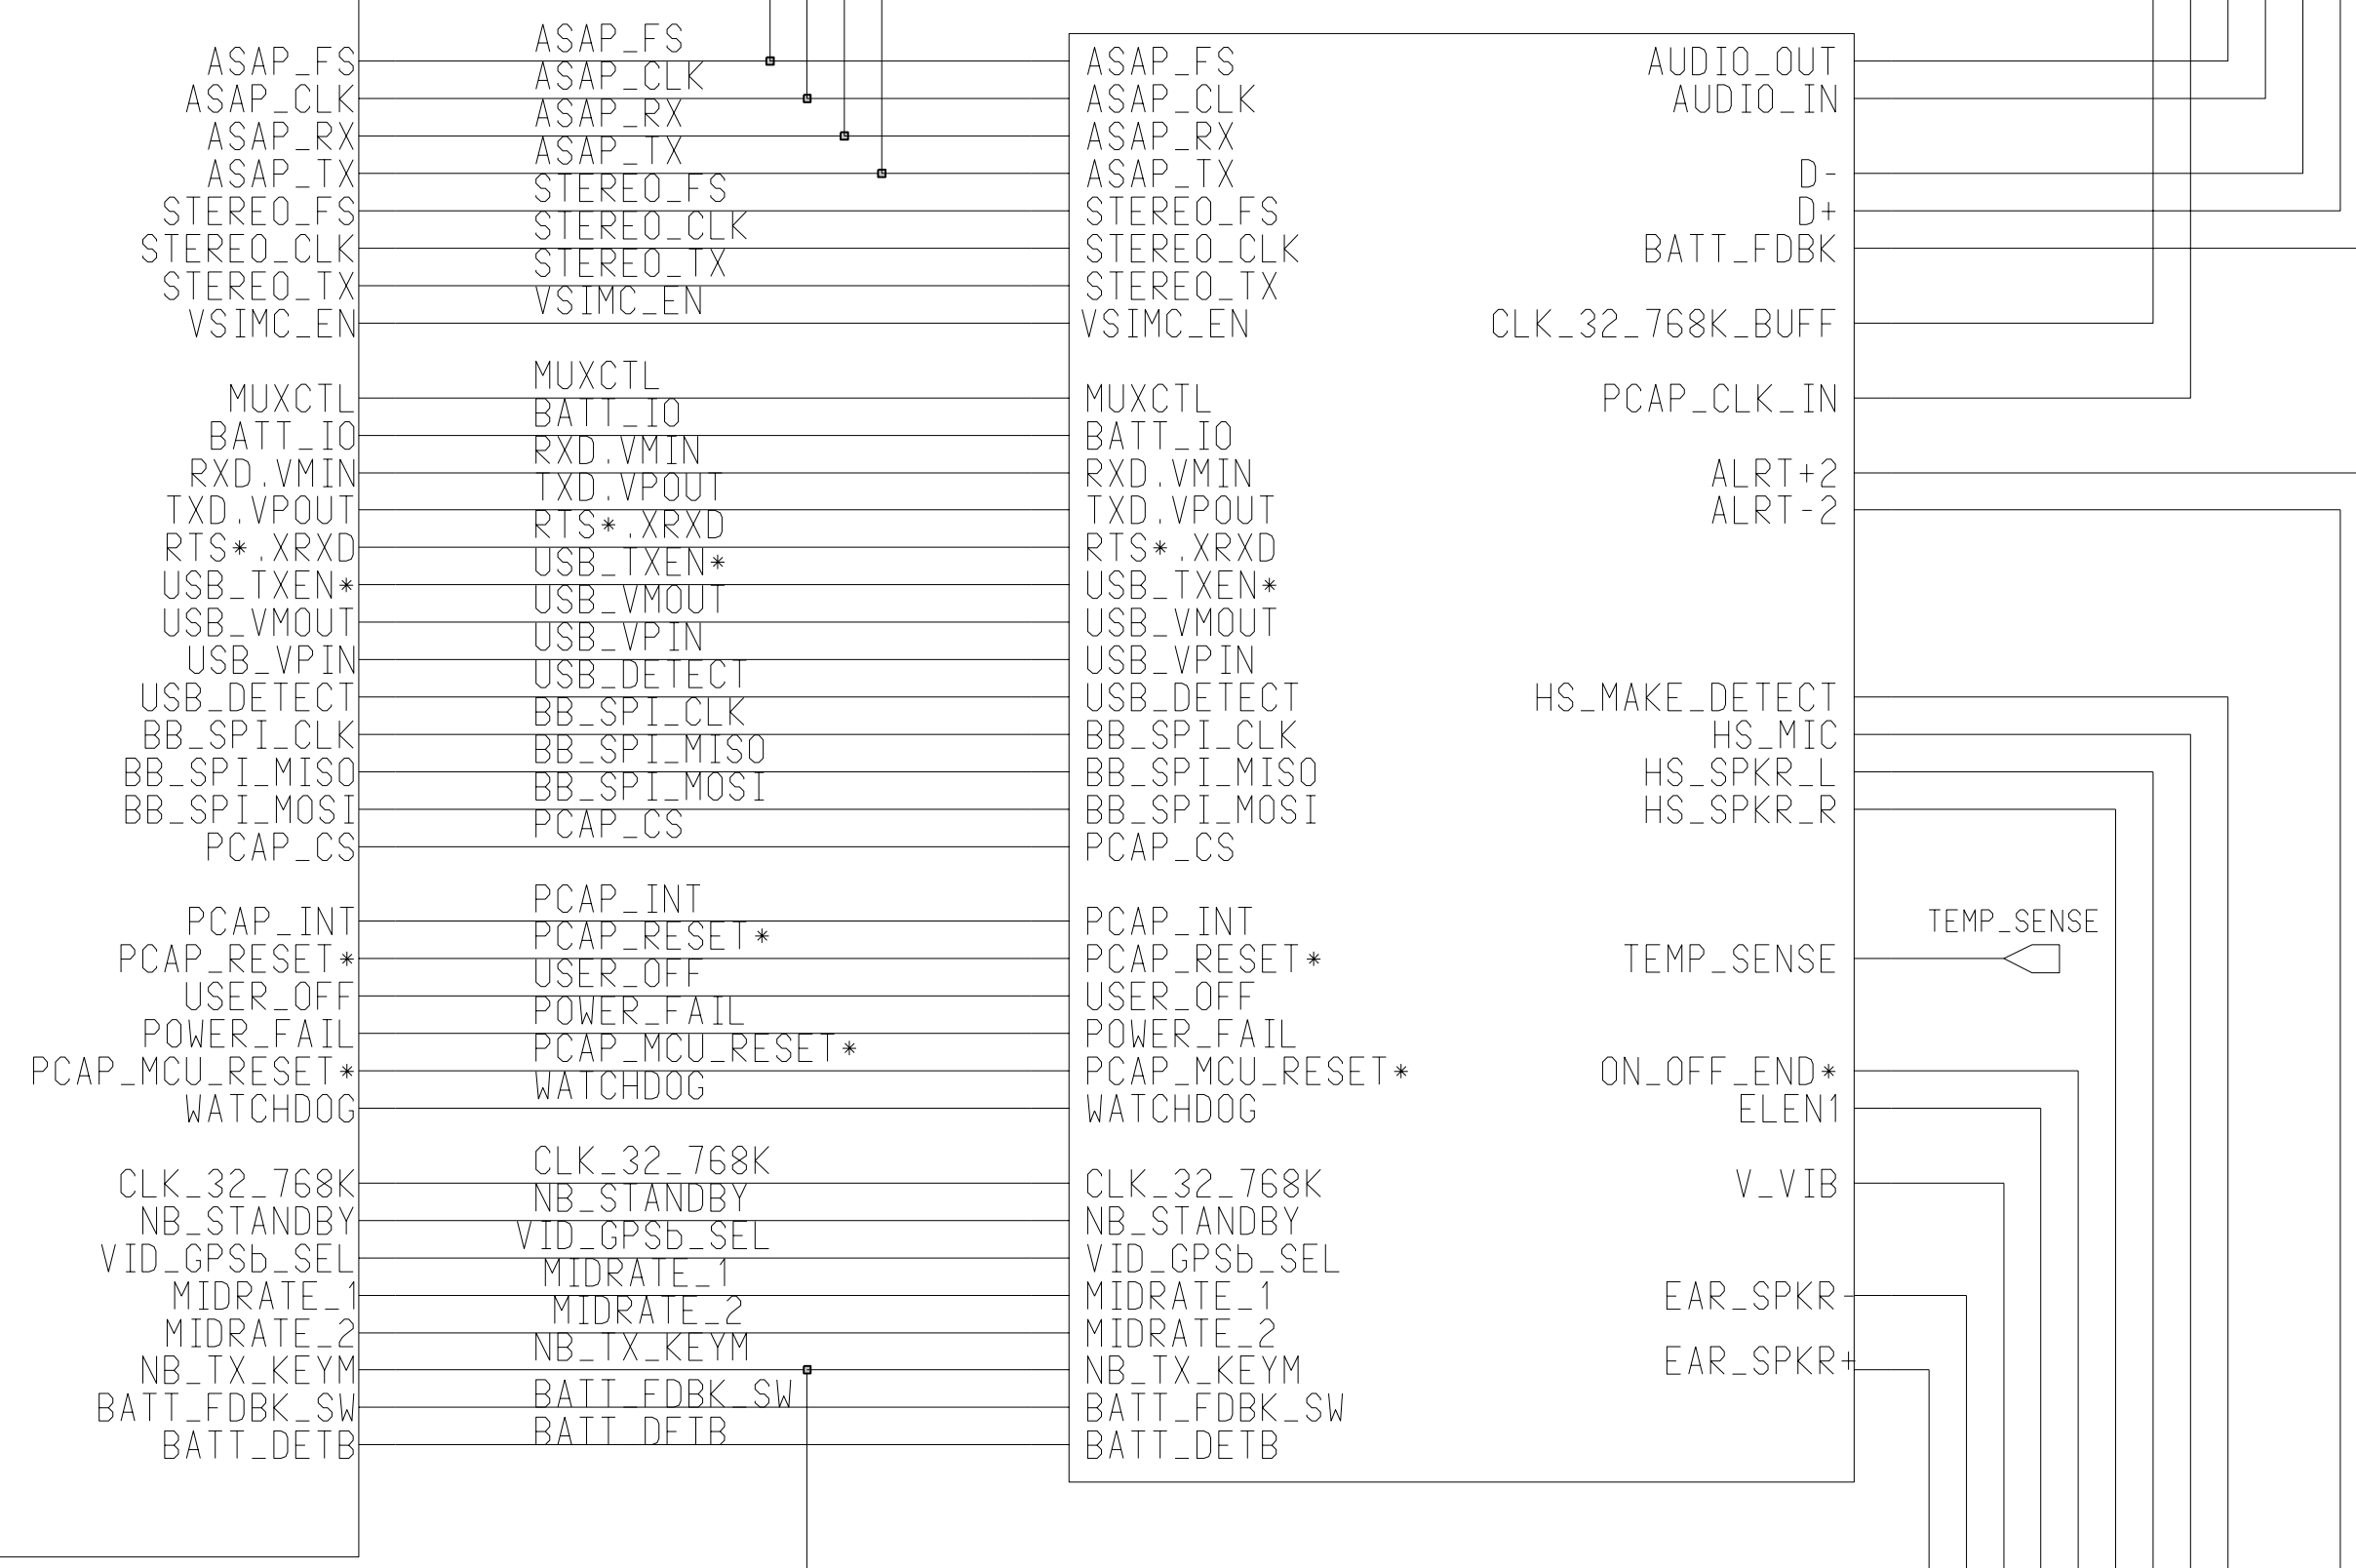 ASAP_FS ASAP_FS ASAP_FS AUDIO_OUT
ASAP_CLK ASAP_CLK ASAP_CLK AUDIO_IN
ASAP_RX ASAP_RX ASAP_RX
ASAP_TX ASAP_TX ASAP_TX D-
STEREO_FS STEREO_FS STEREO_FS D+
STEREO_CLK STEREO_CLK STEREO_CLK BATT_FDBK
STEREO_TX STEREO_TX STEREO_TX
VSIMC_EN VSIMC_EN VSIMC_EN CLK_32_768K_BUFF
MUXCTL MUXCTL MUXCTL PCAP_CLK_IN
BATT_IO BATT_IO BATT_IO
RXD.VMIN RXD.VMIN RXD.VMIN ALRT+2
TXD.VPOUT TXD.VPOUT TXD.VPOUT ALRT-2
RTS*.XRXD RTS*.XRXD RTS*.XRXD
USB_TXEN* USB_TXEN* USB_TXEN*
USB_VMOUT USB_VMOUT USB_VMOUT
USB_VPIN USB_VPIN USB_VPIN
USB_DETECT USB_DETECT USB_DETECT HS_MAKE_DETECT
BB_SPI_CLK BB_SPI_CLK BB_SPI_CLK HS_MIC
BB_SPI_MISO BB_SPI_MISO BB_SPI_MISO HS_SPKR_L
BB_SPI_MOSI BB_SPI_MOSI BB_SPI_MOSI HS_SPKR_R
PCAP_CS PCAP_CS PCAP_CS
PCAP_INT PCAP_INT PCAP_INT TEMP_SENSE
PCAP_RESET* PCAP_RESET* PCAP_RESET* TEMP_SENSE
USER_OFF USER_OFF USER_OFF
POWER_FAIL POWER_FAIL POWER_FAIL
PCAP_MCU_RESET* PCAP_MCU_RESET* PCAP_MCU_RESET* ON_OFF_END*
WATCHDOG WATCHDOG WATCHDOG ELEN1
CLK_32_768K CLK_32_768K CLK_32_768K V_VIB
NB_STANDBY NB_STANDBY NB_STANDBY
VID_GPSb_SEL VID_GPSb_SEL VID_GPSb_SEL
MIDRATE_1 MIDRATE_1 MIDRATE_1 EAR_SPKR-
MIDRATE_2 MIDRATE_2 MIDRATE_2
NB_TX_KEYM NB_TX_KEYM NB_TX_KEYM EAR_SPKR+
BATT_FDBK_SW BATT_FDBK_SW BATT_FDBK_SW
BATT_DETB BATT_DETB BATT_DETB